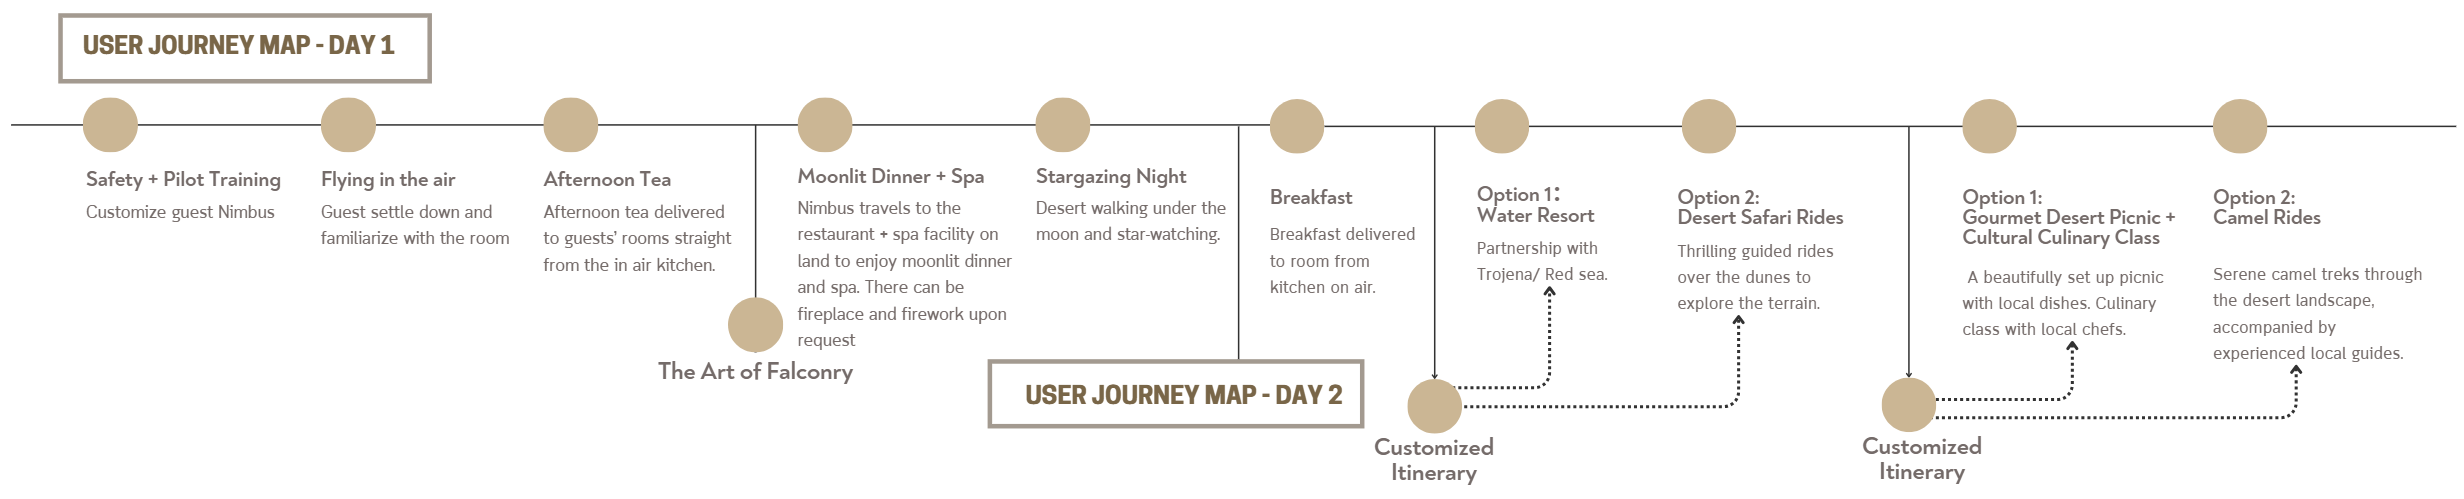 USER JOURNEY MAP - DAY 1
Safety + Pilot Training
Customize guest Nimbus
Flying in the air
Guest settle down and
familiarize with the room
Afternoon Tea
Afternoon tea delivered
to guests’ rooms straight
from the in air kitchen.
The Art of Falconry
Moonlit Dinner + Spa
Nimbus travels to the
restaurant + spa facility on
land to enjoy moonlit dinner
and spa. There can be
fireplace and firework upon
request
Stargazing Night
Desert walking under the
moon and star-watching.
USER JOURNEY MAP - DAY 2
Breakfast
Breakfast delivered
to room from
kitchen on air.
Customized
Itinerary
Option 1:
Water Resort
Partnership with
Trojena/ Red sea.
Option 2:
Desert Safari Rides
Thrilling guided rides
over the dunes to
explore the terrain.
Customized
Itinerary
Option 1:
Gourmet Desert Picnic +
Cultural Culinary Class
A beautifully set up picnic
with local dishes. Culinary
class with local chefs.
Option 2:
Camel Rides
Serene camel treks through
the desert landscape,
accompanied by
experienced local guides.